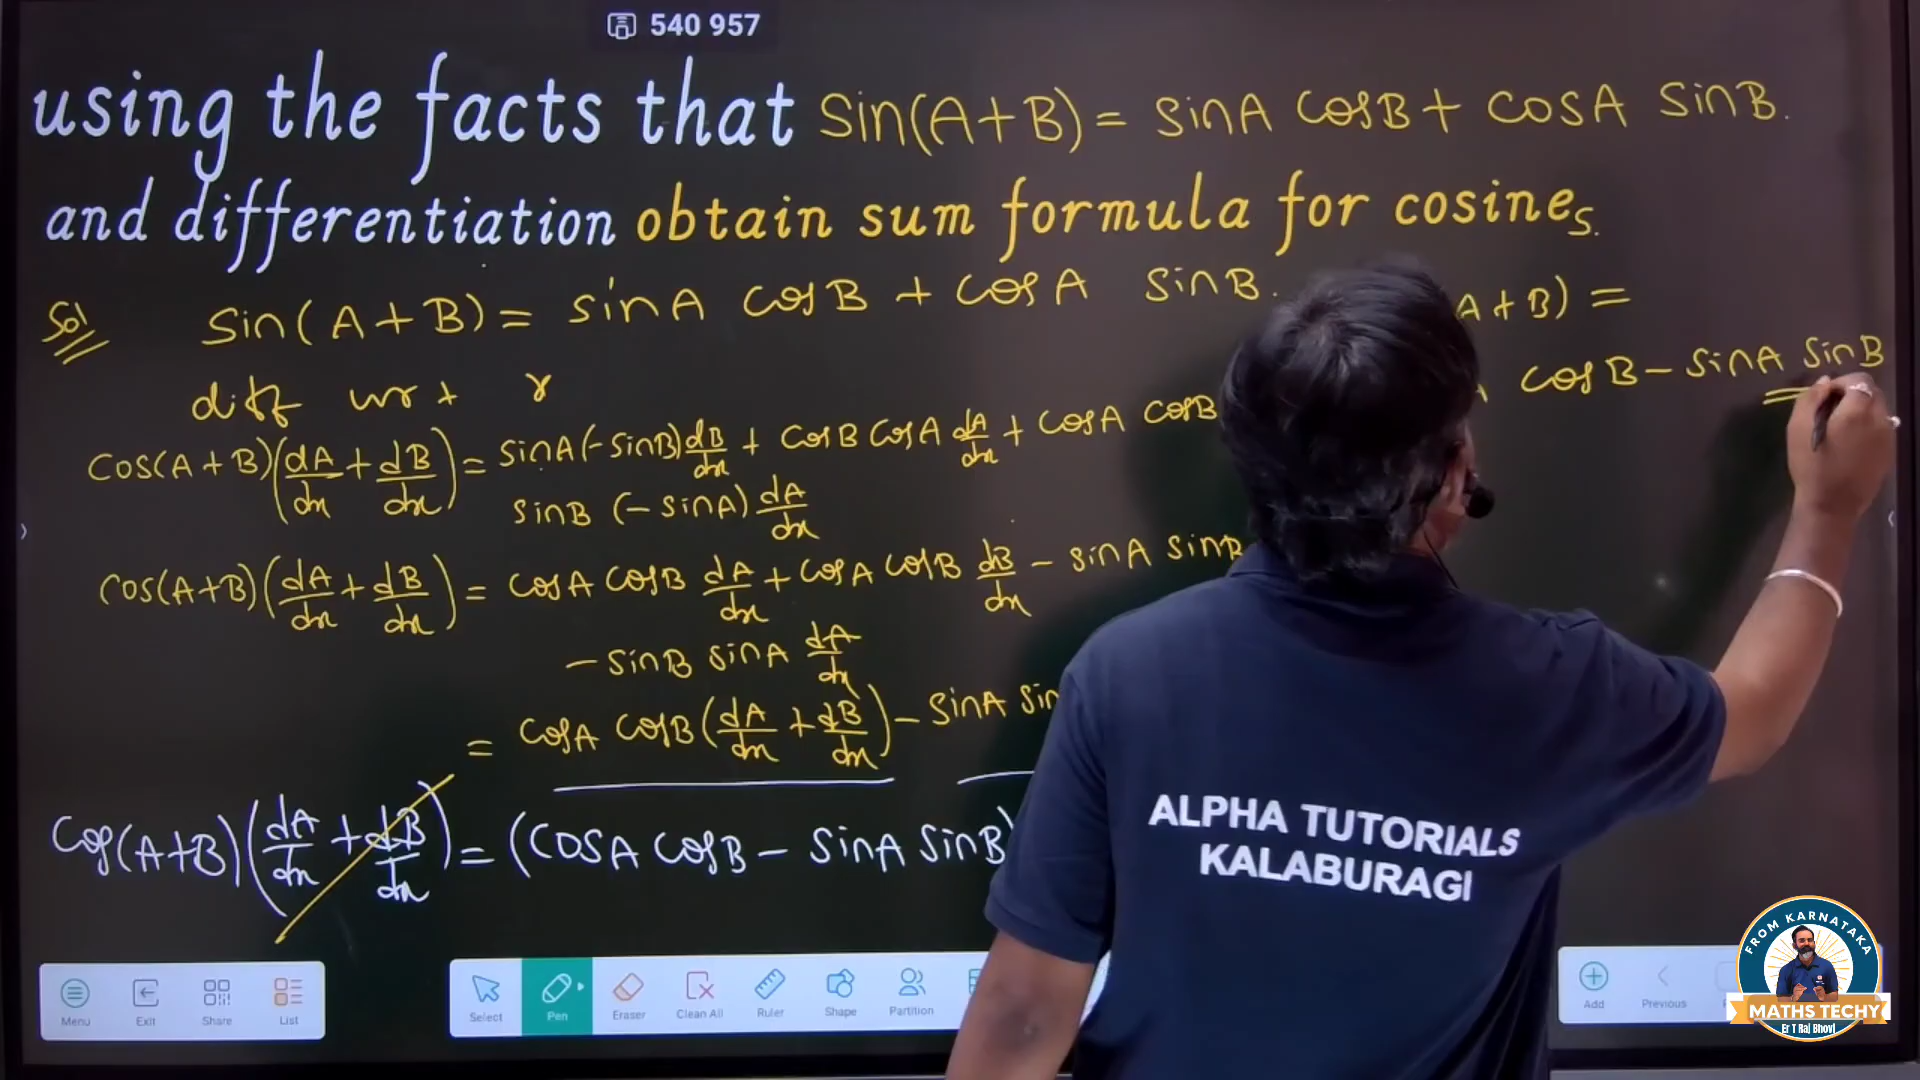 540 957
using the facts that Sin(A+B) = sinA cosB + cosA sinB.
and differentiation obtain sum formula for cosines.
Sol Sin(A+B) = sinA cosB + cosA sinB.
A+B) =
cosB - sinA sinB
diff wrt x
Cos(A+B)(dA/dx + dB/dx) = sinA(-sinB)dB/dx + cosB cosA dA/dx + cosA cosB
sinB (-sinA) dA/dx
Cos(A+B)(dA/dx + dB/dx) = cosA cosB dA/dx + cosA cosB dB/dx - sinA sinB
- sinB sinA dA/dx
= cosA cosB (dA/dx + dB/dx) - sinA sin
Cos(A+B)(dA/dx + dB/dx) = (cosA cosB - sinA sinB)
ALPHA TUTORIALS
KALABURAGI
Menu Exit Share List
Select Pen Eraser Clean All Ruler Shape Partition
Add Previous
FROM KARNATAKA
MATHS TECHY
Er T Raj Bhovi